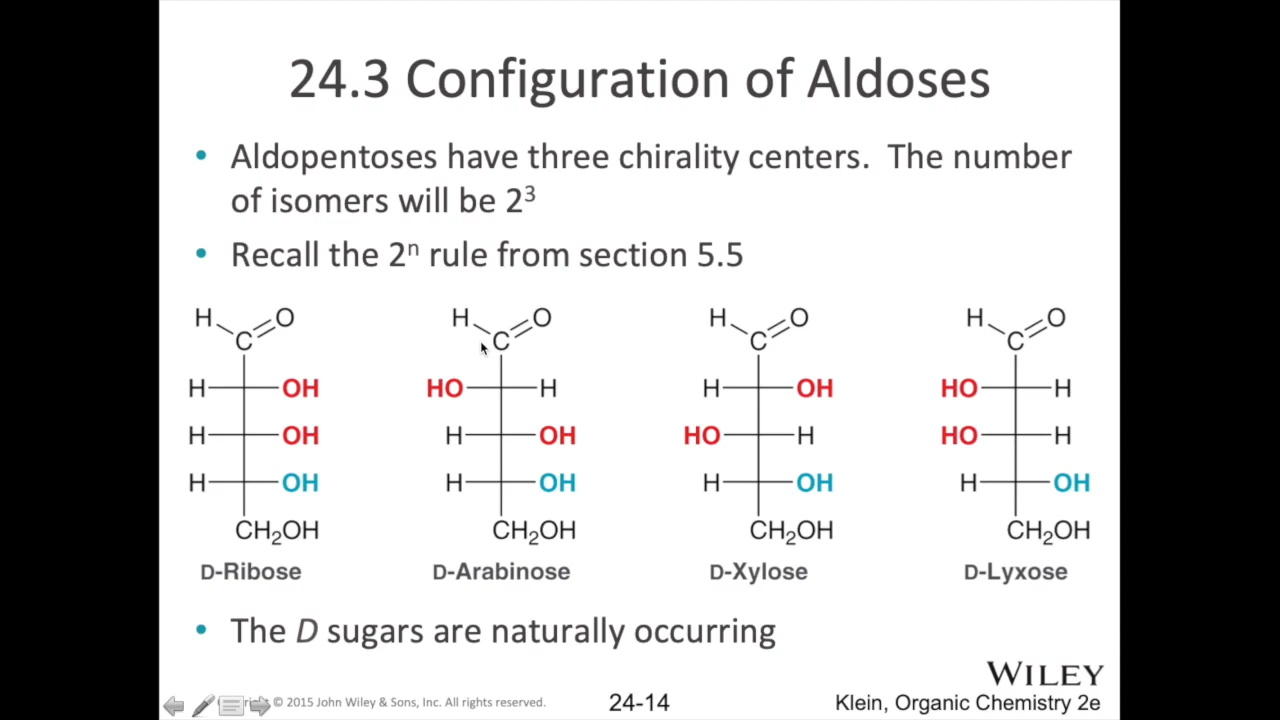 24.3 Configuration of Aldoses
• Aldopentoses have three chirality centers. The number
of isomers will be 2³
• Recall the 2ⁿ rule from section 5.5
H O H O H O H O
C C C C
H OH HO H H OH HO H
H OH H OH HO H HO H
H OH H OH H OH H OH
CH₂OH CH₂OH CH₂OH CH₂OH
D-Ribose D-Arabinose D-Xylose D-Lyxose
• The D sugars are naturally occurring
WILEY
© 2015 John Wiley & Sons, Inc. All rights reserved.
24-14
Klein, Organic Chemistry 2e